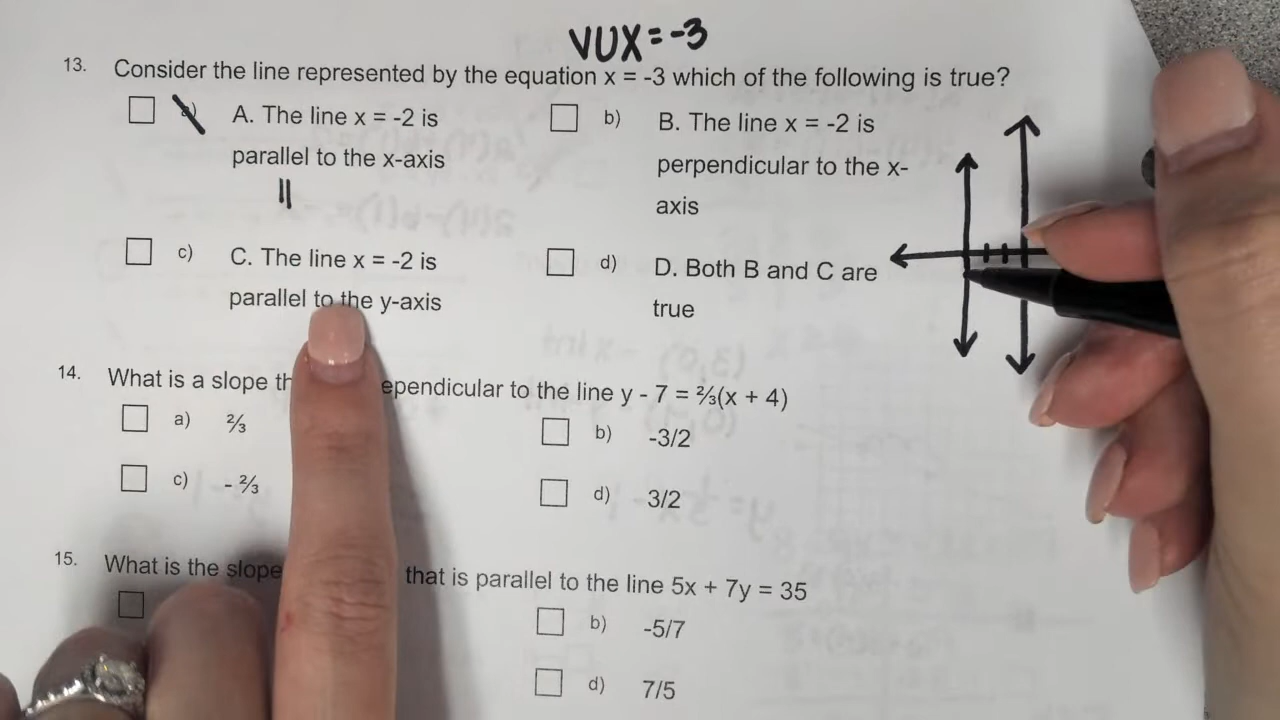 VUX=-3
13. Consider the line represented by the equation x = -3 which of the following is true?
A. The line x = -2 is
parallel to the x-axis
b) B. The line x = -2 is
perpendicular to the x-
axis
c) C. The line x = -2 is
parallel to the y-axis
d) D. Both B and C are
true
14. What is a slope ependicular to the line y - 7 = ⅔(x + 4)
a) ⅔
b) -3/2
c) - ⅔
d) 3/2
15. What is the slope that is parallel to the line 5x + 7y = 35
b) -5/7
d) 7/5